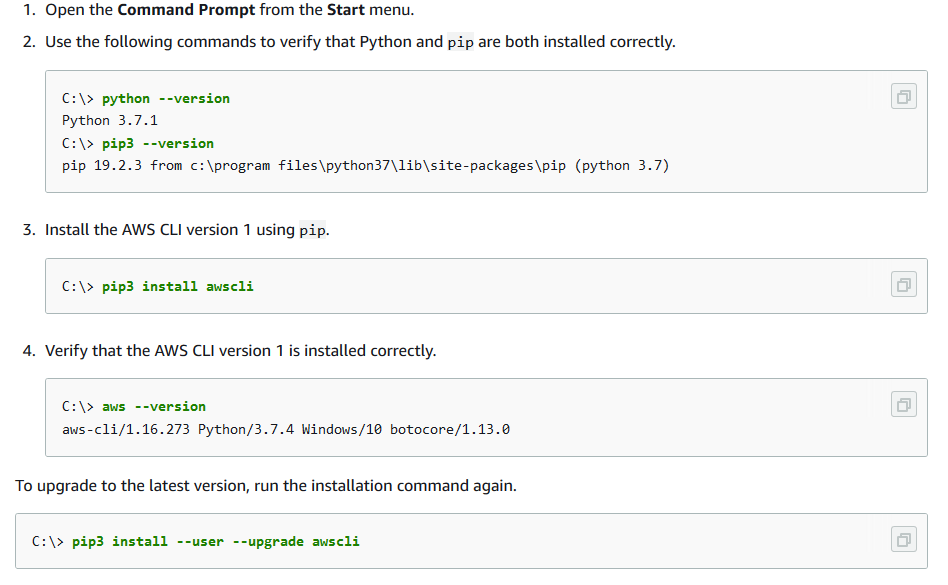 1. Open the Command Prompt from the Start menu.
2. Use the following commands to verify that Python and pip are both installed correctly.
C:\> python --version
Python 3.7.1
C:\> pip3 --version
pip 19.2.3 from c:\program files\python37\lib\site-packages\pip (python 3.7)
3. Install the AWS CLI version 1 using pip.
C:\> pip3 install awscli
4. Verify that the AWS CLI version 1 is installed correctly.
C:\> aws --version
aws-cli/1.16.273 Python/3.7.4 Windows/10 botocore/1.13.0
To upgrade to the latest version, run the installation command again.
C:\> pip3 install --user --upgrade awscli